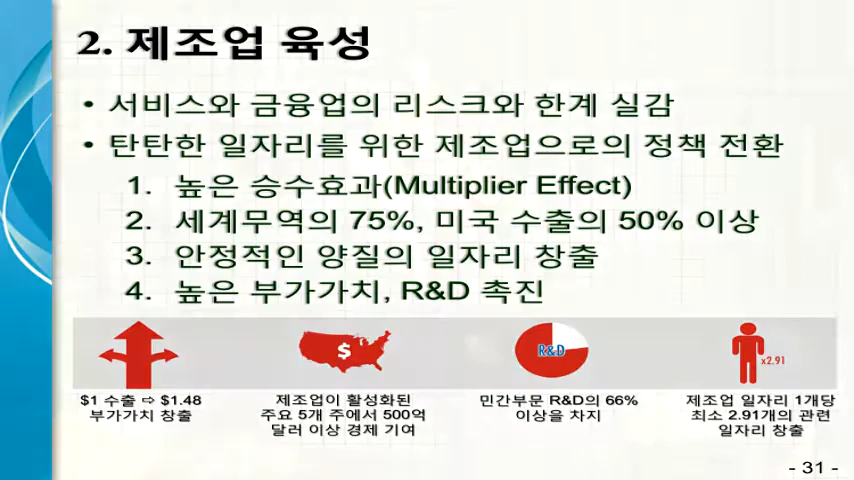 2. 제조업 육성
• 서비스와 금융업의 리스크와 한계 실감
• 탄탄한 일자리를 위한 제조업으로의 정책 전환
1. 높은 승수효과(Multiplier Effect)
2. 세계무역의 75%, 미국 수출의 50% 이상
3. 안정적인 양질의 일자리 창출
4. 높은 부가가치, R&D 촉진
$
R&D
x2.91
$1 수출 ⇨ $1.48
부가가치 창출
제조업이 활성화된
주요 5개 주에서 500억
달러 이상 경제 기여
민간부문 R&D의 66%
이상을 차지
제조업 일자리 1개당
최소 2.91개의 관련
일자리 창출
- 31 -